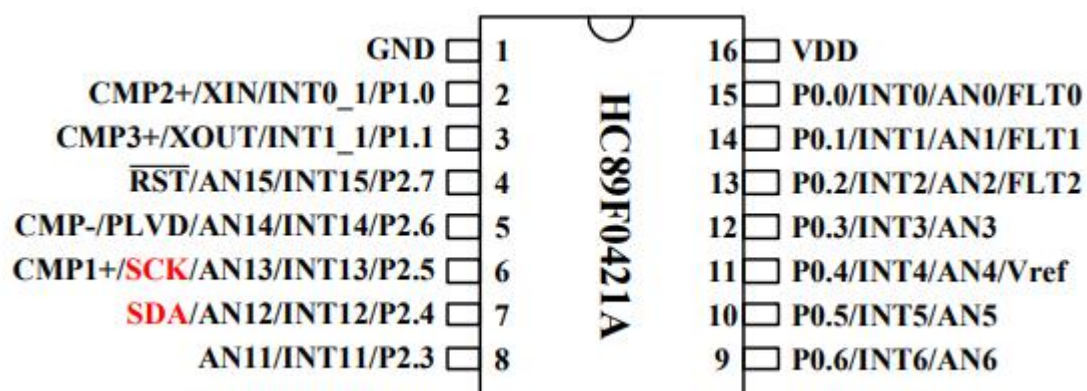 GND 1 16 VDD
CMP2+/XIN/INT0_1/P1.0 2 15 P0.0/INT0/AN0/FLT0
CMP3+/XOUT/INT1_1/P1.1 3 14 P0.1/INT1/AN1/FLT1
RST/AN15/INT15/P2.7 4 13 P0.2/INT2/AN2/FLT2
CMP-/PLVD/AN14/INT14/P2.6 5 12 P0.3/INT3/AN3
CMP1+/SCK/AN13/INT13/P2.5 6 11 P0.4/INT4/AN4/Vref
SDA/AN12/INT12/P2.4 7 10 P0.5/INT5/AN5
AN11/INT11/P2.3 8 9 P0.6/INT6/AN6
HC89F0421A